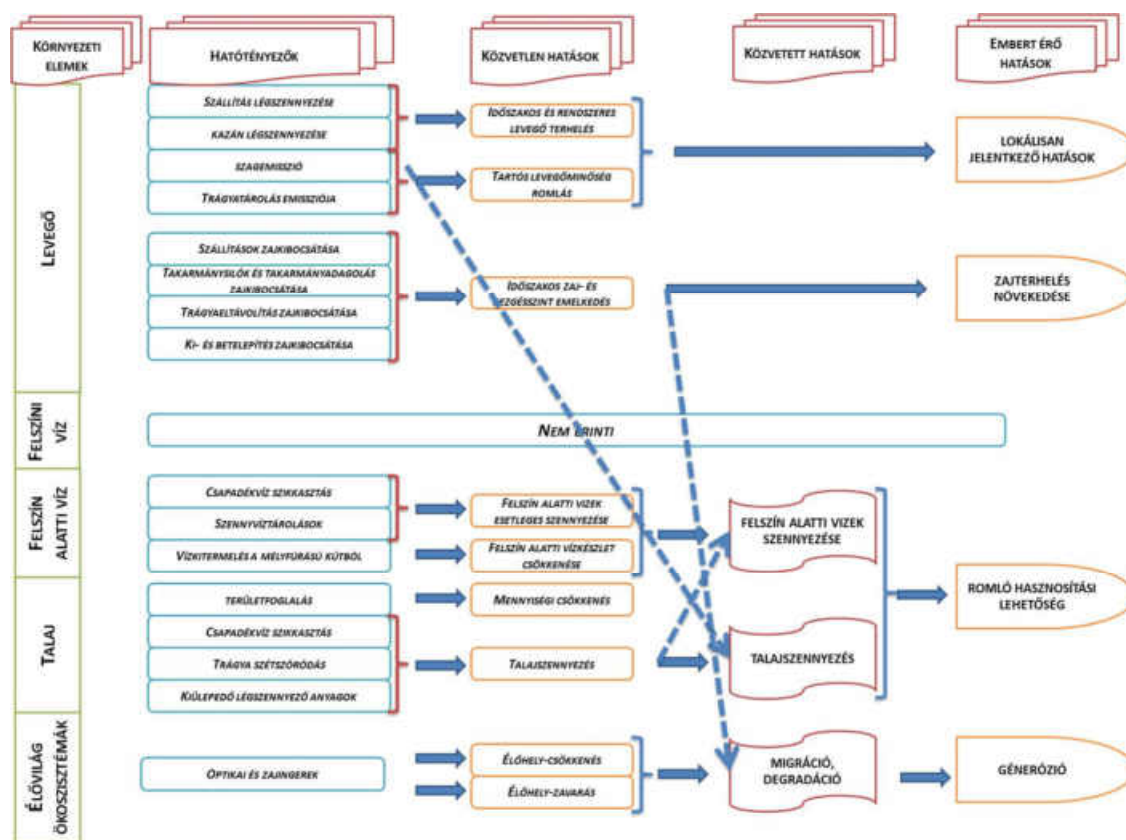 KÖRNYEZETI
ELEMEK
HATÓTÉNYEZŐK
KÖZVETLEN HATÁSOK
KÖZVETETT HATÁSOK
EMBERT ÉRŐ
HATÁSOK
LEVEGŐ
SZÁLLÍTÁS LÉGSZENNYEZÉSE
KAZÁN LÉGSZENNYEZÉSE
SZAGEMISSZIÓ
TRÁGYATÁROLÁS EMISSZIÓJA
IDŐSZAKOS ÉS RENDSZERES
LEVEGŐ TERHELÉS
TARTÓS LEVEGŐMINŐSÉG
ROMLÁS
LOKÁLISAN
JELENTKEZŐ HATÁSOK
SZÁLLÍTÁSOK ZAJKIBOCSÁTÁSA
TAKARMÁNYSILÓK ÉS TAKARMÁNYADAGOLÁS
ZAJKIBOCSÁTÁSA
TRÁGYAELTÁVOLÍTÁS ZAJKIBOCSÁTÁSA
KI- ÉS BETELEPÍTÉS ZAJKIBOCSÁTÁSA
IDŐSZAKOS ZAJ- ÉS
REZGÉSSZINT EMELKEDÉS
ZAJTERHELÉS
NÖVEKEDÉSE
FELSZÍNI
VÍZ
NEM ÉRINTI
FELSZÍN
ALATTI VÍZ
CSAPADÉKVÍZ SZIKKASZTÁS
SZENNYVÍZTÁROLÁSOK
VÍZKITERMELÉS A MÉLYFÚRÁSÚ KÚTBÓL
FELSZÍN ALATTI VIZEK
ESETLEGES SZENNYEZÉSE
FELSZÍN ALATTI VÍZKÉSZLET
CSÖKKENÉSE
FELSZÍN ALATTI VIZEK
SZENNYEZÉSE
TALAJ
TERÜLETFOGLALÁS
CSAPADÉKVÍZ SZIKKASZTÁS
TRÁGYA SZÉTSZÓRÓDÁS
KIÜLEPEDŐ LÉGSZENNYEZŐ ANYAGOK
MENNYISÉGI CSÖKKENÉS
TALAJSZENNYEZÉS
TALAJSZENNYEZÉS
ROMLÓ HASZNOSÍTÁSI
LEHETŐSÉG
ÉLŐVILÁG
ÖKOSZISZTÉMÁK
OPTIKAI ÉS ZAJINGEREK
ÉLŐHELY-CSÖKKENÉS
ÉLŐHELY-ZAVARÁS
MIGRÁCIÓ,
DEGRADÁCIÓ
GÉNERÓZIÓ